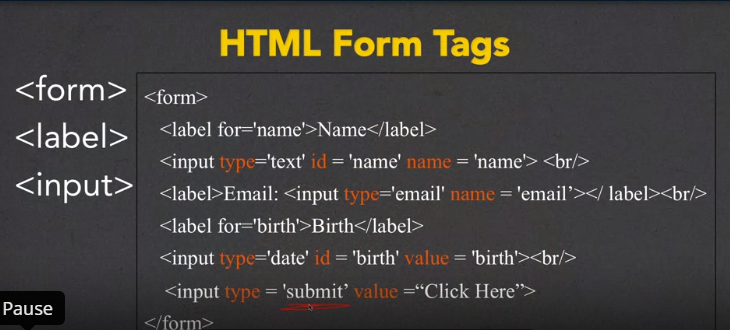 HTML Form Tags
<form>
<label>
<input>
<form>
<label for='name'>Name</label>
<input type='text' id = 'name' name = 'name'> <br/>
<label>Email: <input type='email' name = 'email’></ label><br/>
<label for='birth'>Birth</label>
<input type='date' id = 'birth' value = 'birth'><br/>
<input type = 'submit’ value =“Click Here”>
</form>
Pause